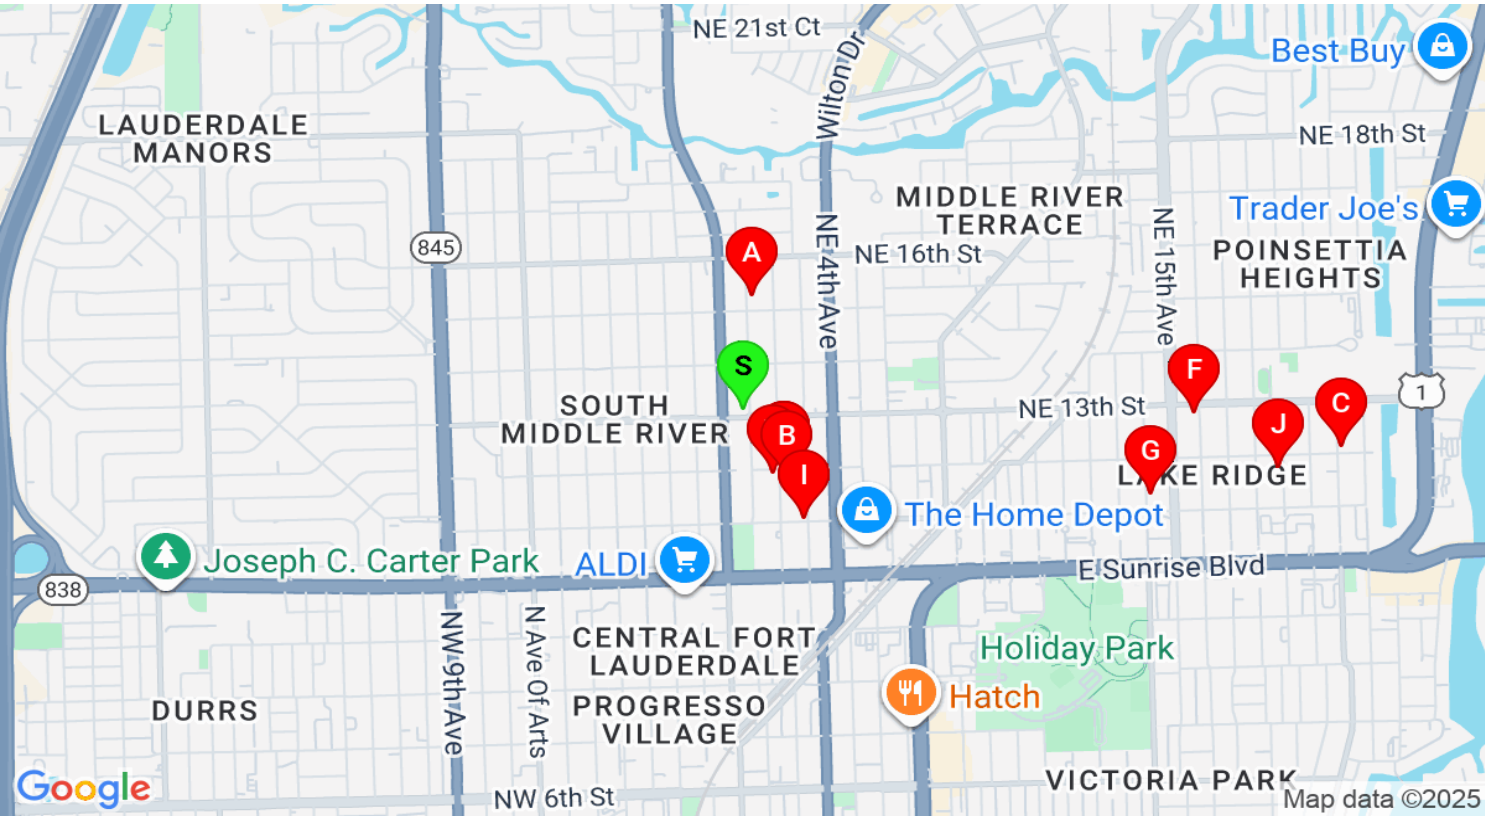 NE 21st Ct
Wilton Dr
Best Buy
LAUDERDALE
MANORS
NE 18th St
MIDDLE RIVER
TERRACE
Trader Joe's
845
A
NE 4th Ave
NE 16th St
NE 15th Ave
POINSETTIA
HEIGHTS
S
F
1
SOUTH
MIDDLE RIVER
NE 13th St
C
B
J
G
I
LAKE RIDGE
The Home Depot
Joseph C. Carter Park
ALDI
E Sunrise Blvd
838
NW 9th Ave
N Ave Of Arts
CENTRAL FORT
LAUDERDALE
Holiday Park
DURRS
PROGRESSO
VILLAGE
Hatch
Google
NW 6th St
VICTORIA PARK
Map data ©2025